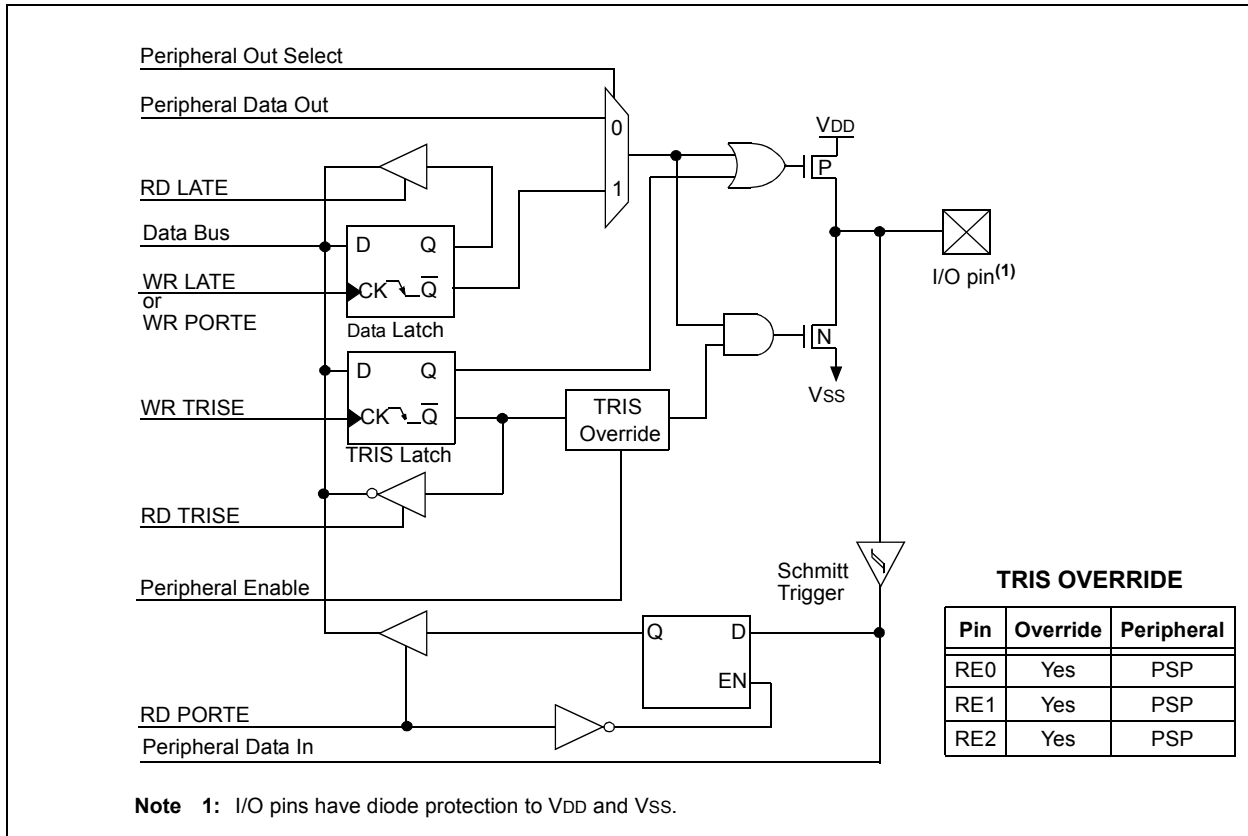 Peripheral Out Select
Peripheral Data Out
0
1
VDD
P
RD LATE
Data Bus
D Q
WR LATE
or
WR PORTE
CK Q̅
Data Latch
I/O pin(1)
N
VSS
D Q
WR TRISE
CK Q̅
TRIS Latch
TRIS
Override
RD TRISE
Peripheral Enable
Schmitt
Trigger
Q D
EN
RD PORTE
Peripheral Data In
TRIS OVERRIDE
Pin Override Peripheral
RE0 Yes PSP
RE1 Yes PSP
RE2 Yes PSP
Note 1: I/O pins have diode protection to VDD and VSS.